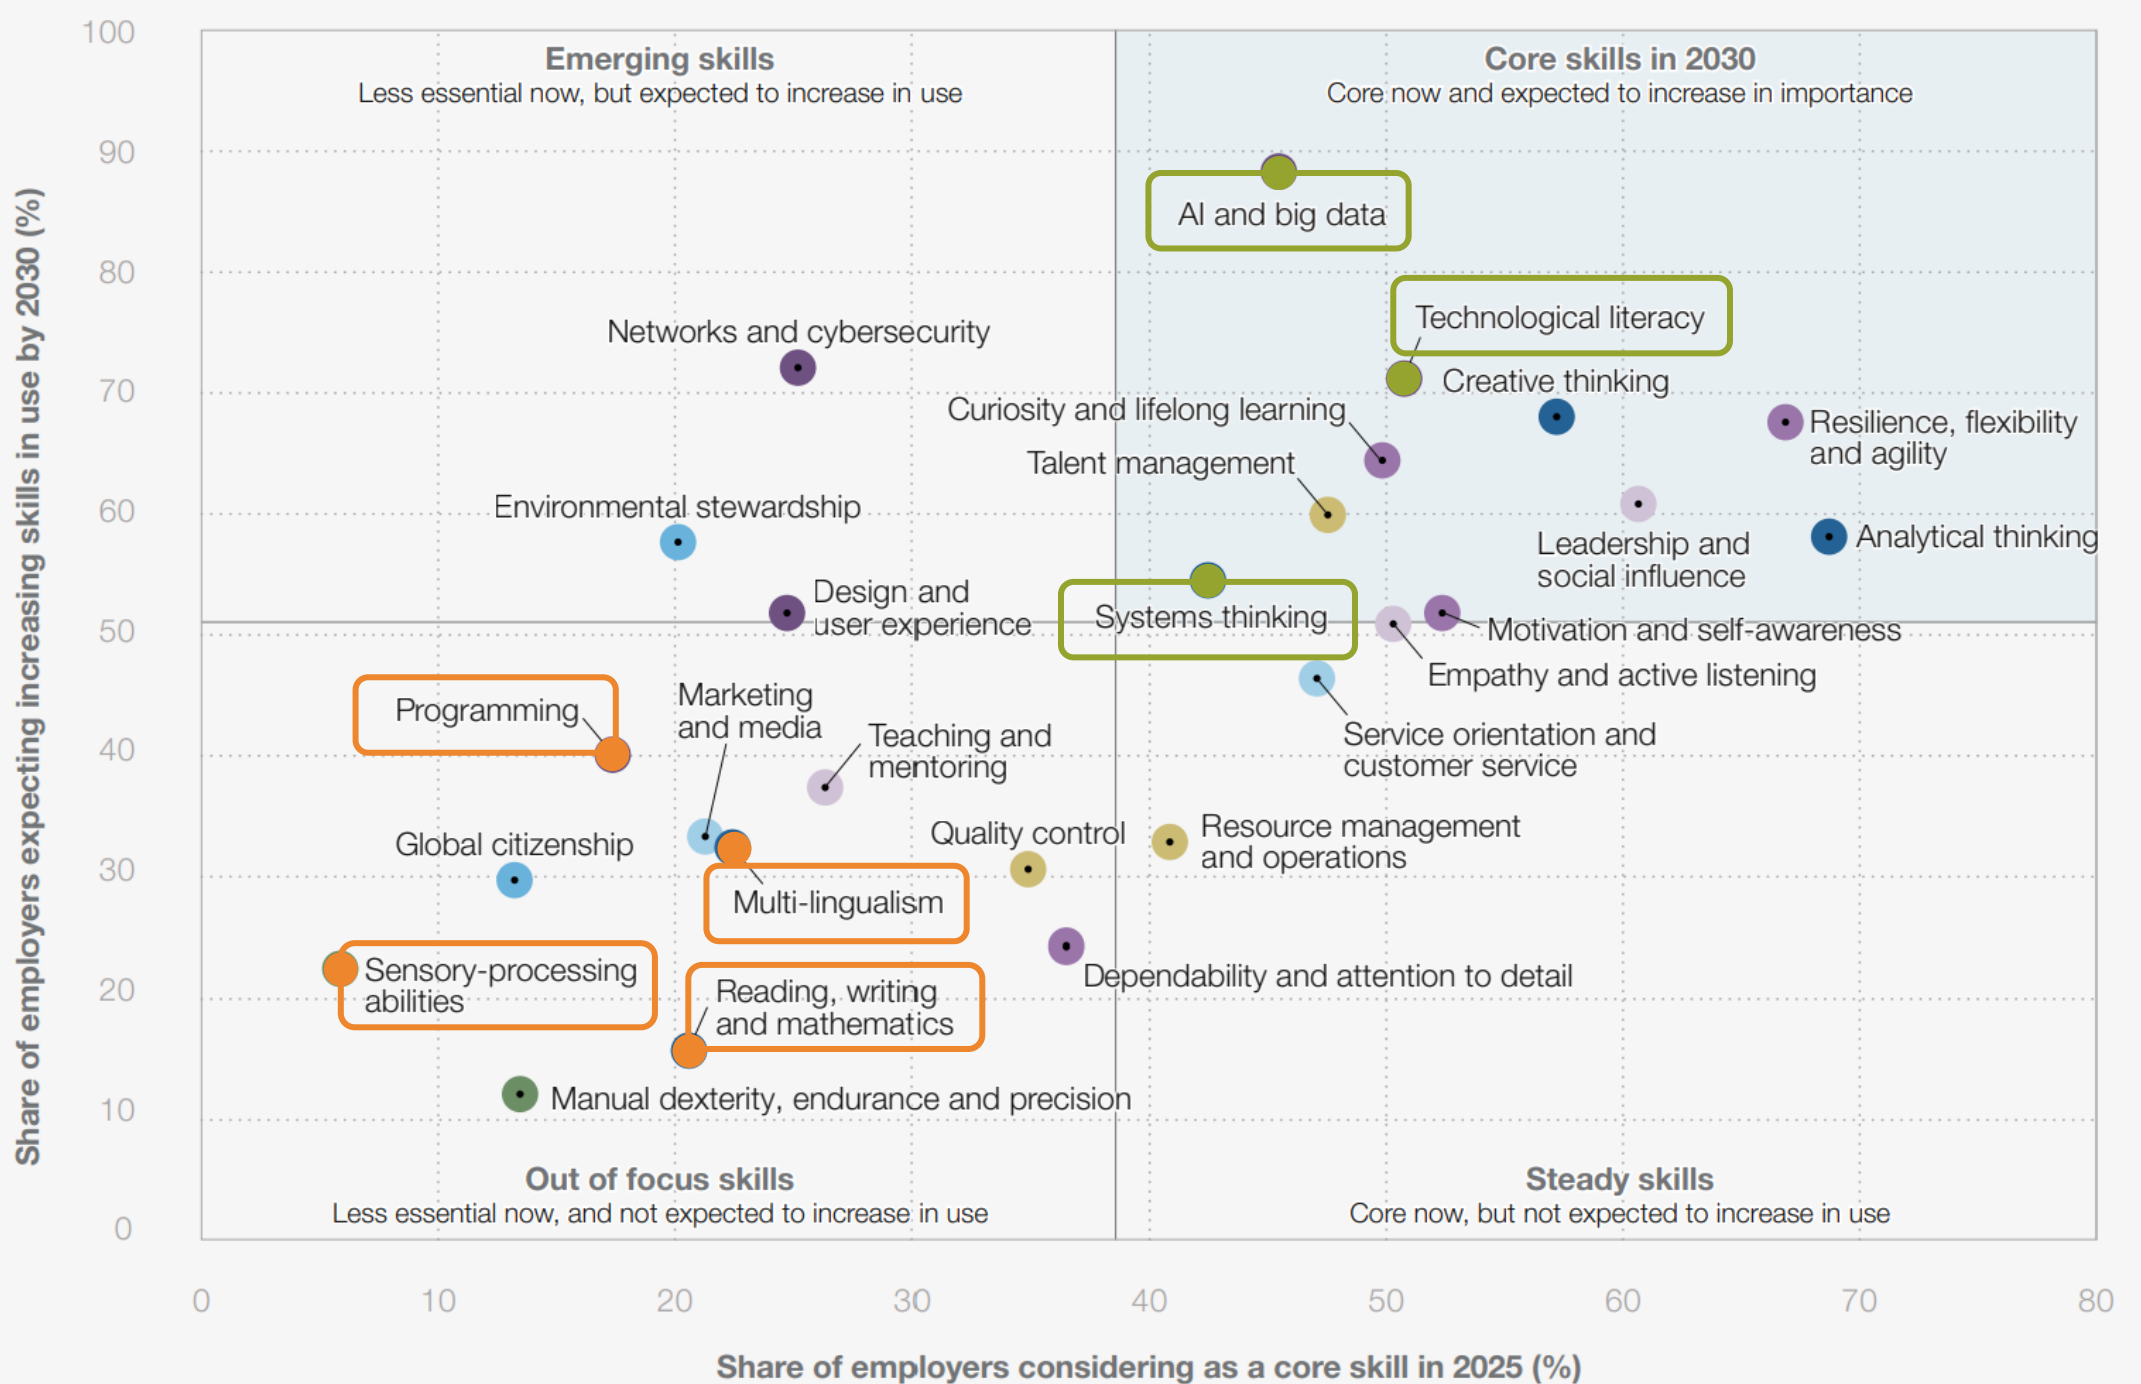 100
Emerging skills
Less essential now, but expected to increase in use
Core skills in 2030
Core now and expected to increase in importance
90
AI and big data
80
Technological literacy
Networks and cybersecurity
70
Creative thinking
Curiosity and lifelong learning
Resilience, flexibility
and agility
Talent management
60
Environmental stewardship
Leadership and
social influence
Analytical thinking
Design and
user experience
Systems thinking
50
Motivation and self-awareness
Empathy and active listening
Programming
Marketing
and media
Teaching and
mentoring
Service orientation and
customer service
40
Global citizenship
Quality control
Resource management
and operations
30
Multi-lingualism
Sensory-processing
abilities
Dependability and attention to detail
20
Reading, writing
and mathematics
Manual dexterity, endurance and precision
10
Out of focus skills
Less essential now, and not expected to increase in use
Steady skills
Core now, but not expected to increase in use
0
0 10 20 30 40 50 60 70 80
Share of employers considering as a core skill in 2025 (%)
Share of employers expecting increasing skills in use by 2030 (%)